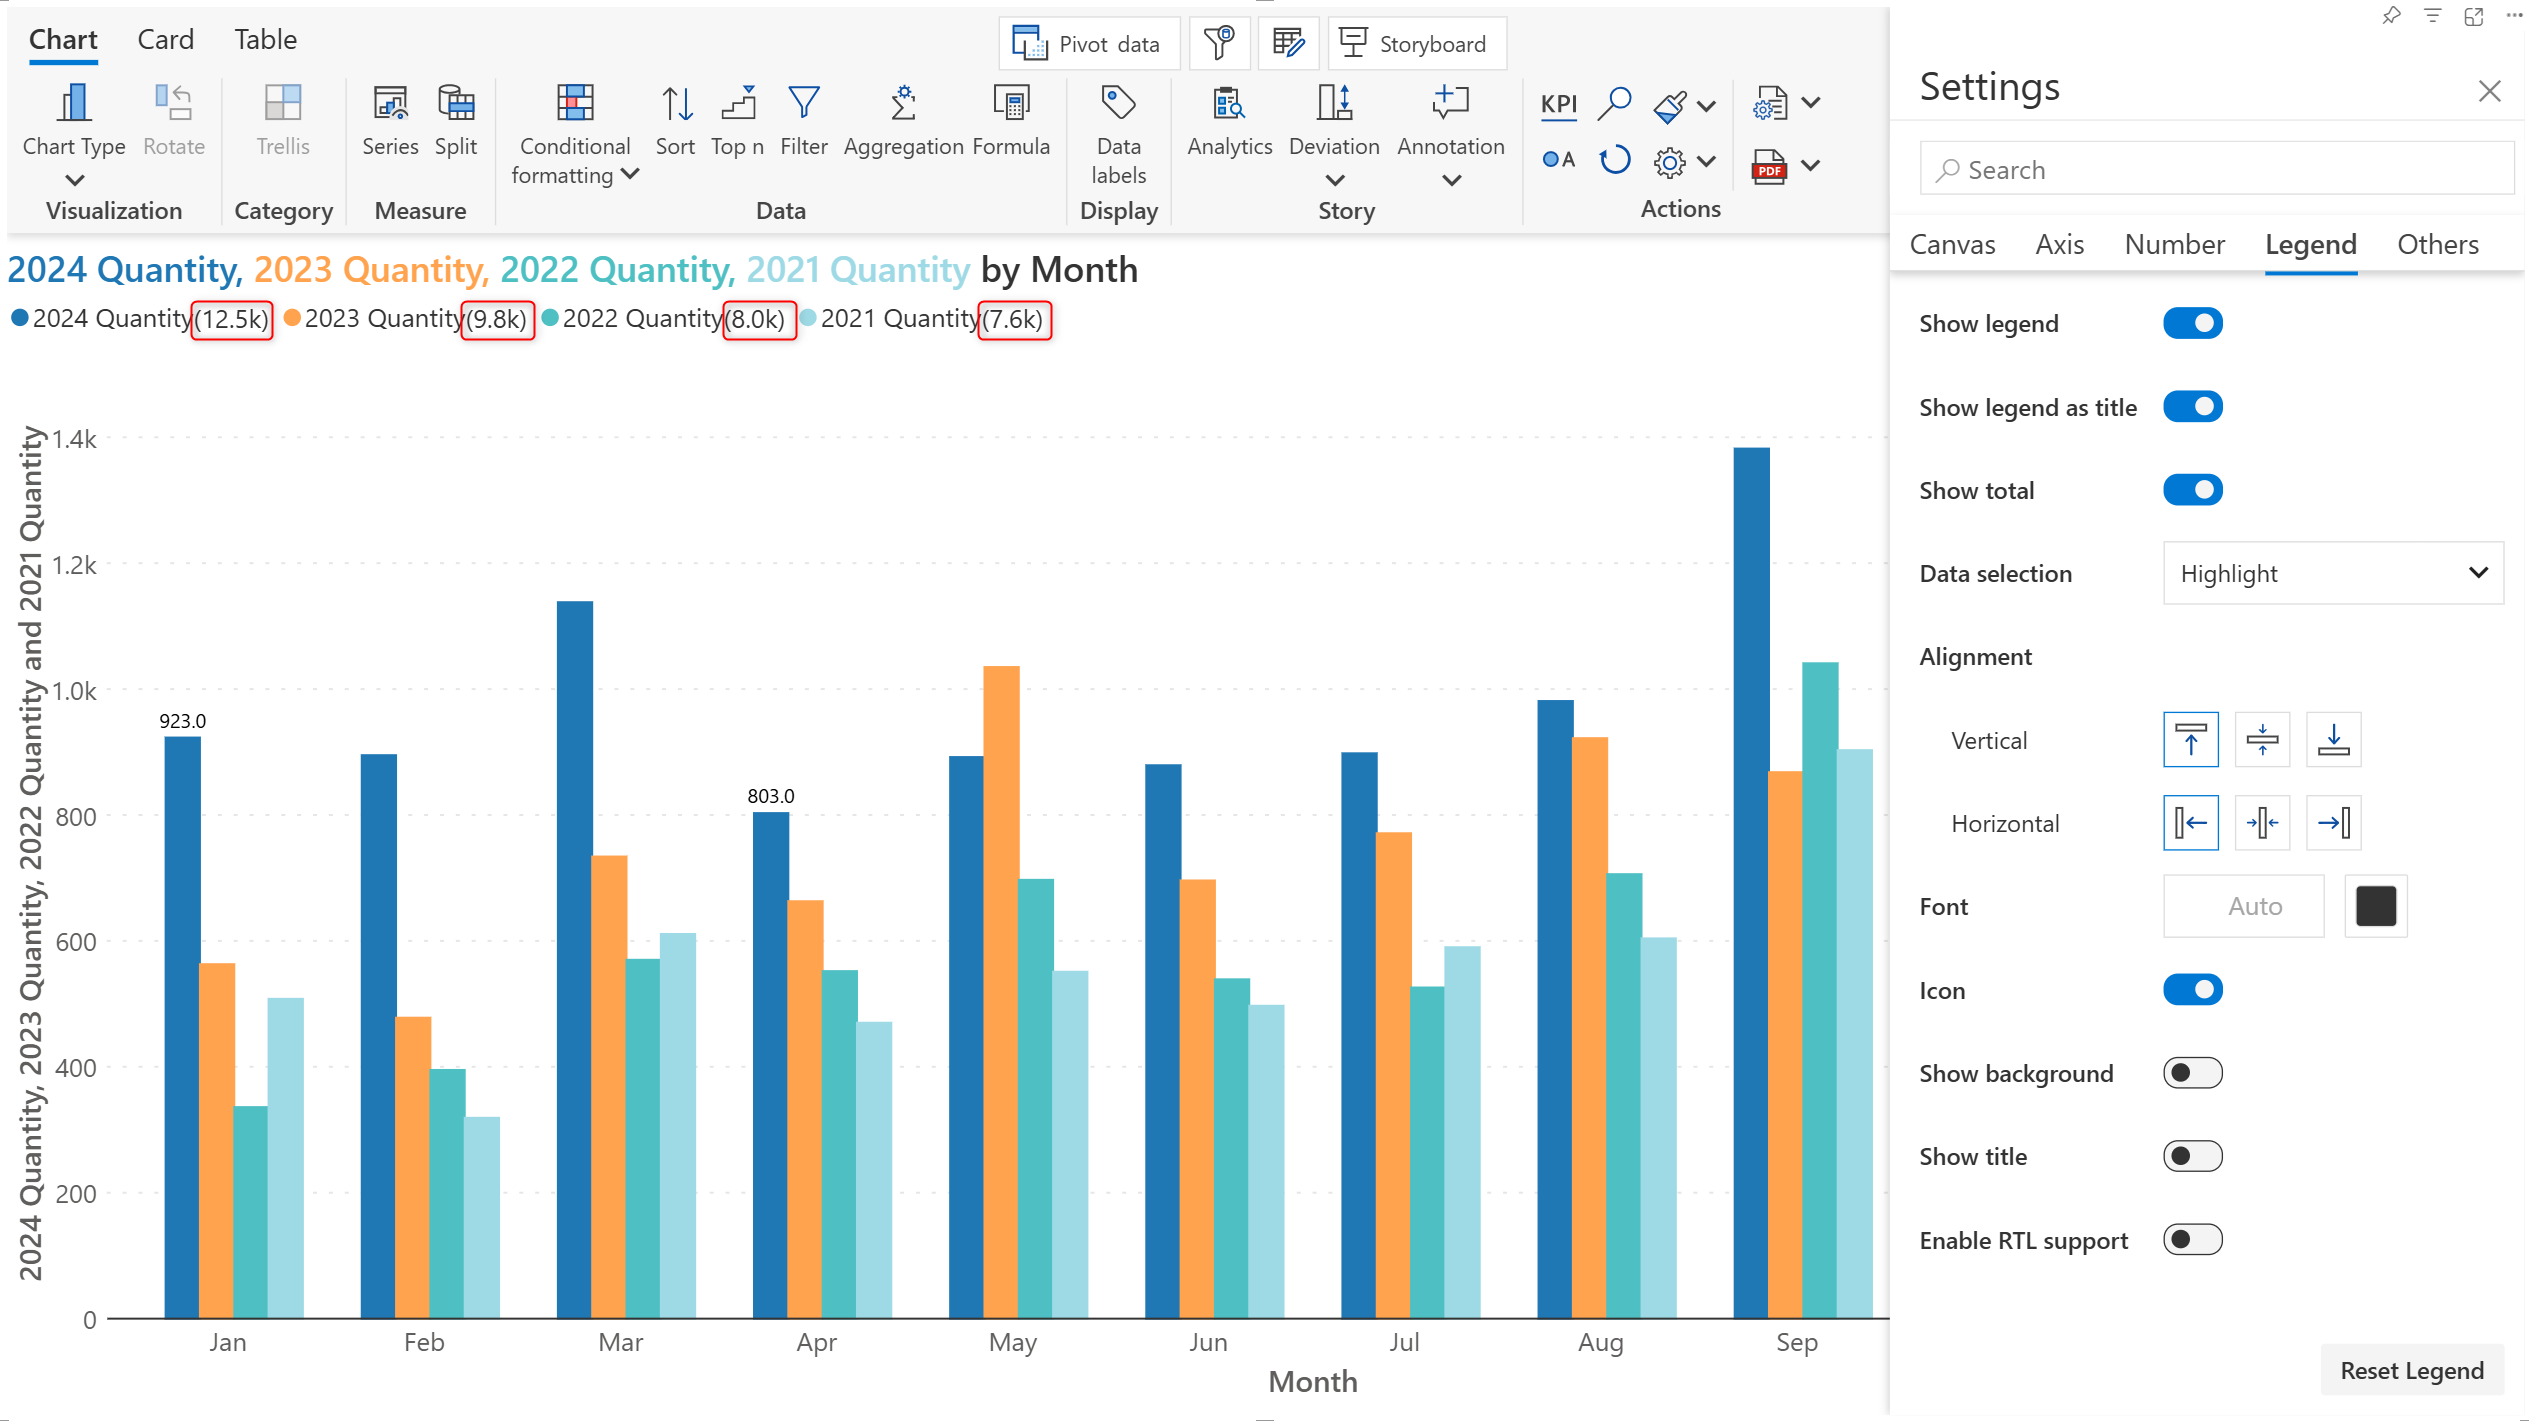 Chart Card Table
Pivot data
Storyboard
Chart Type
Rotate
Trellis
Series
Split
Conditional
formatting
Sort
Top n
Filter
Aggregation
Formula
Data
labels
Analytics
Deviation
Annotation
KPI
A
PDF
Visualization
Category
Measure
Data
Display
Story
Actions
2024 Quantity, 2023 Quantity, 2022 Quantity, 2021 Quantity by Month
2024 Quantity(12.5k) 2023 Quantity(9.8k) 2022 Quantity(8.0k) 2021 Quantity(7.6k)
2024 Quantity, 2023 Quantity, 2022 Quantity and 2021 Quantity
1.4k
1.2k
1.0k
800
600
400
200
0
923.0
803.0
Jan Feb Mar Apr May Jun Jul Aug Sep
Month
Settings
Search
Canvas Axis Number Legend Others
Show legend
Show legend as title
Show total
Data selection Highlight
Alignment
Vertical
Horizontal
Font Auto
Icon
Show background
Show title
Enable RTL support
Reset Legend